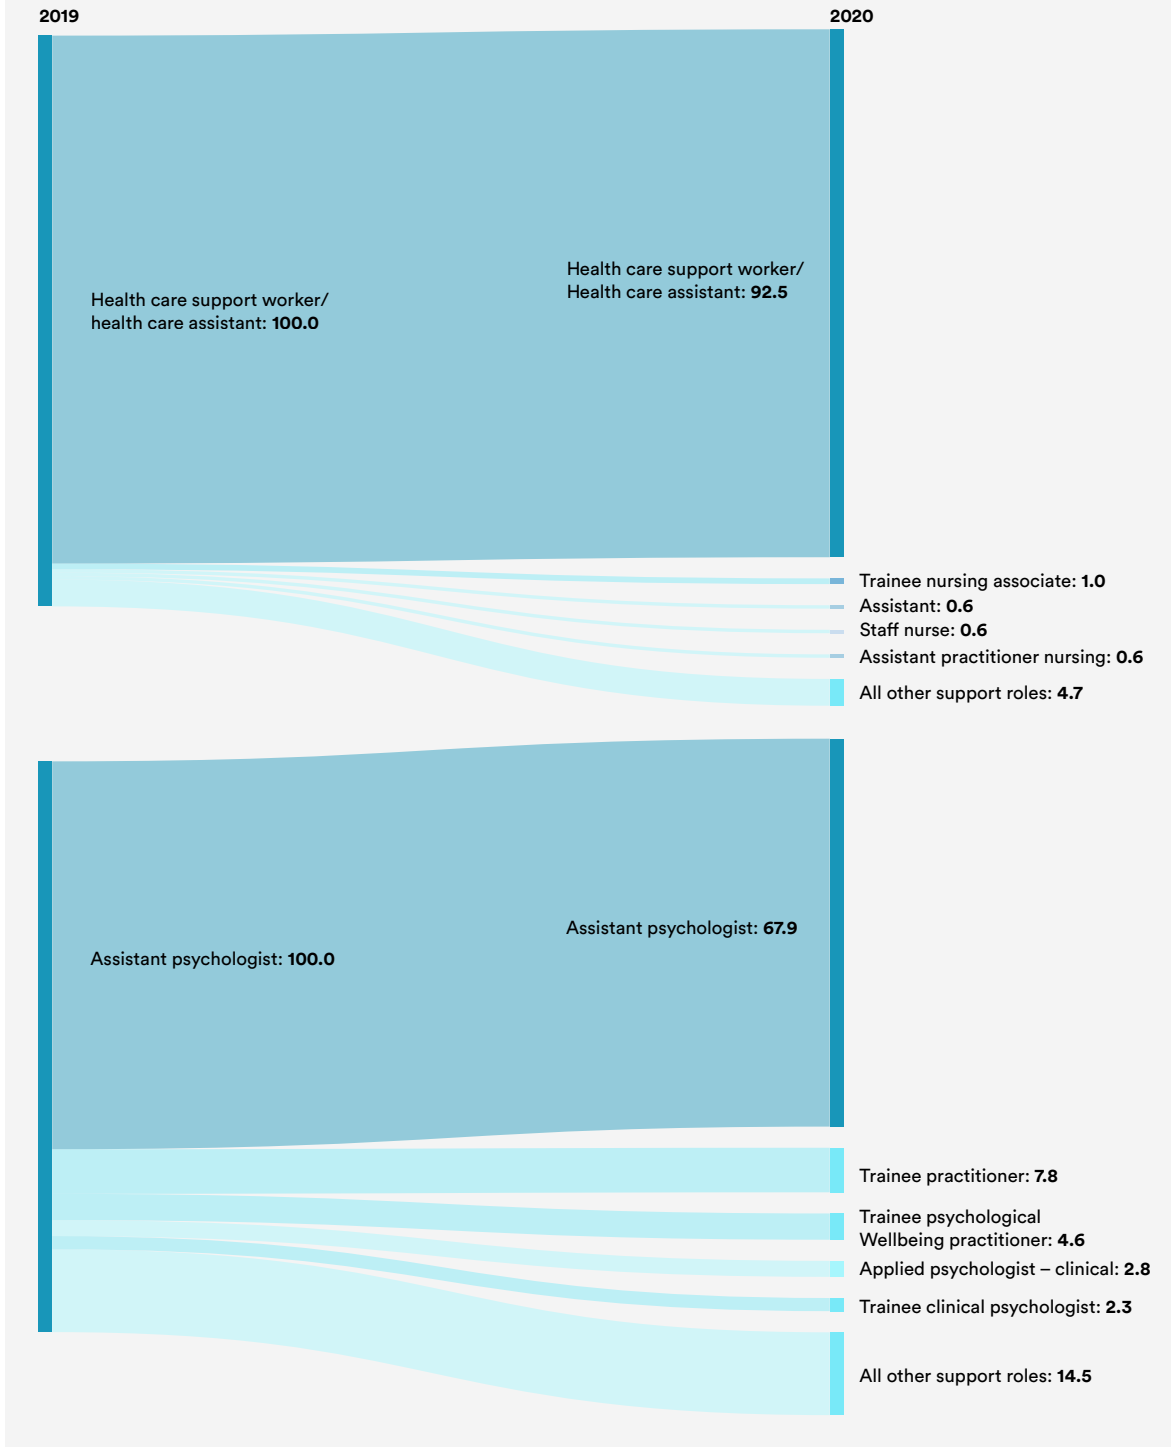 2019
2020
Health care support worker/
health care assistant: 100.0
Health care support worker/
Health care assistant: 92.5
Trainee nursing associate: 1.0
Assistant: 0.6
Staff nurse: 0.6
Assistant practitioner nursing: 0.6
All other support roles: 4.7
Assistant psychologist: 100.0
Assistant psychologist: 67.9
Trainee practitioner: 7.8
Trainee psychological
Wellbeing practitioner: 4.6
Applied psychologist – clinical: 2.8
Trainee clinical psychologist: 2.3
All other support roles: 14.5